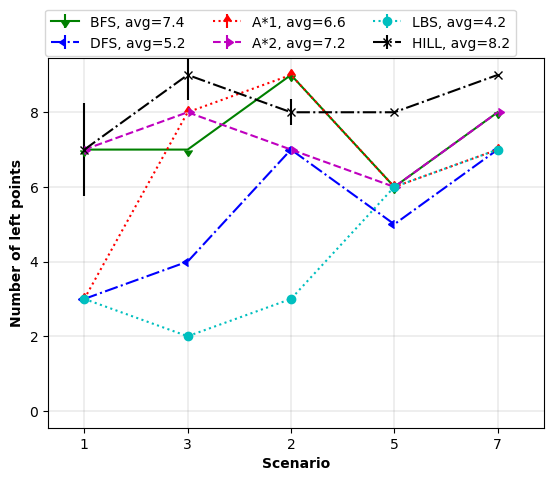 BFS, avg=7.4 A*1, avg=6.6 LBS, avg=4.2
DFS, avg=5.2 A*2, avg=7.2 HILL, avg=8.2
8
6
4
2
0
Number of left points
1 3 2 5 7
Scenario